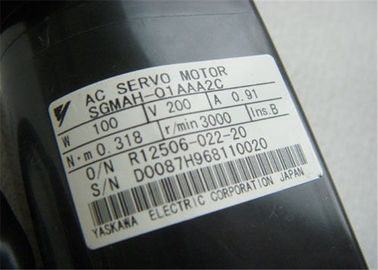 AC SERVO MOTOR
SGMAH-01AAA2C
W 100 V 200 A 0.91
N·m 0.318 r/min 3000 Ins.B
O/N R12506-022-20
S/N D0087H968110020
YASKAWA ELECTRIC CORPORATION JAPAN